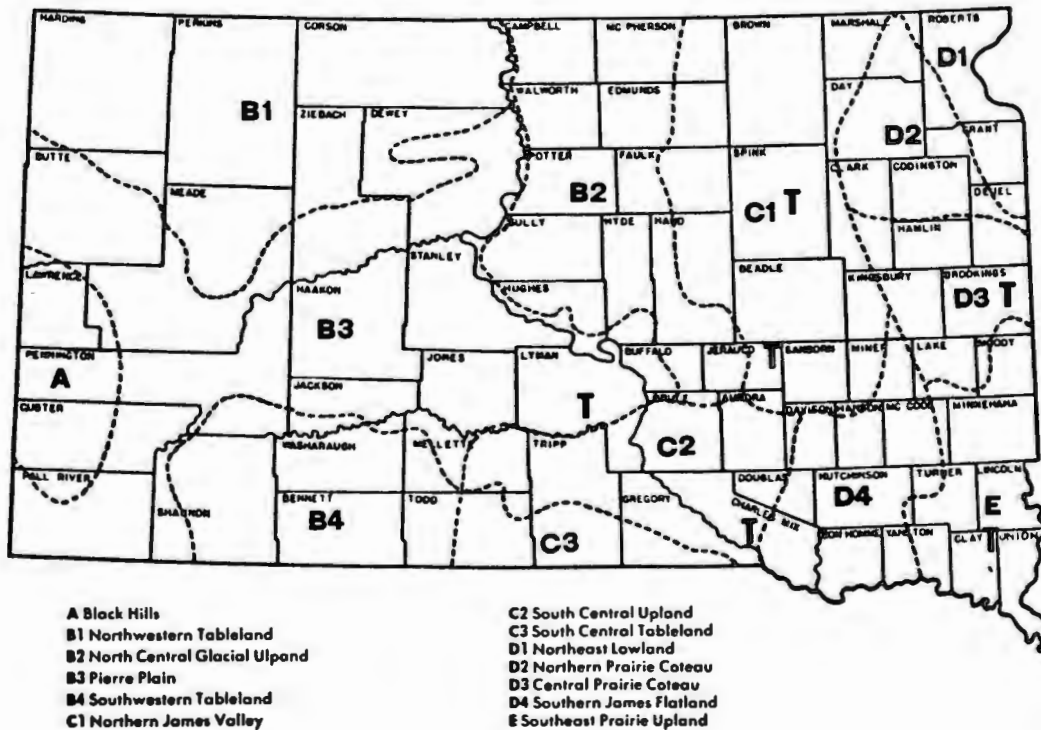 HARDING
PERKINS
CORSON
CAMPBELL
MC PHERSON
BROWN
MARSHALL
ROBERTS
D1
B1
ZIEBACH
DEWEY
WALWORTH
EDMUNDS
DAY
D2
GRANT
BUTTE
MEADE
POTTER
B2
FAULK
SPINK
C1 T
CLARK
CODINGTON
DEUEL
HAMLIN
SULLY
HYDE
HAND
STANLEY
LAWRENCE
HAAKON
B3
HUGHES
BEADLE
KINGSBURY
BROOKINGS
D3 T
PENNINGTON
A
JONES
LYMAN
T
BUFFALO
JERAULD
T
SANBORN
MINER
LAKE
MOODY
CUSTER
JACKSON
BRULE
AURORA
DAVISON
HANSON
MC COOK
MINNEHAHA
WASHABAUGH
MELLETT
TRIPP
C2
FALL RIVER
SHANNON
BENNETT
B4
TODD
C3
GREGORY
DOUGLAS
CHARLES MIX
T
HUTCHINSON
D4
TURNER
LINCOLN
E
BON HOMME
YANKTON
CLAY
T
UNION
A Black Hills
B1 Northwestern Tableland
B2 North Central Glacial Ulpand
B3 Pierre Plain
B4 Southwestern Tableland
C1 Northern James Valley
C2 South Central Upland
C3 South Central Tableland
D1 Northeast Lowland
D2 Northern Prairie Coteau
D3 Central Prairie Coteau
D4 Southern James Flatland
E Southeast Prairie Upland